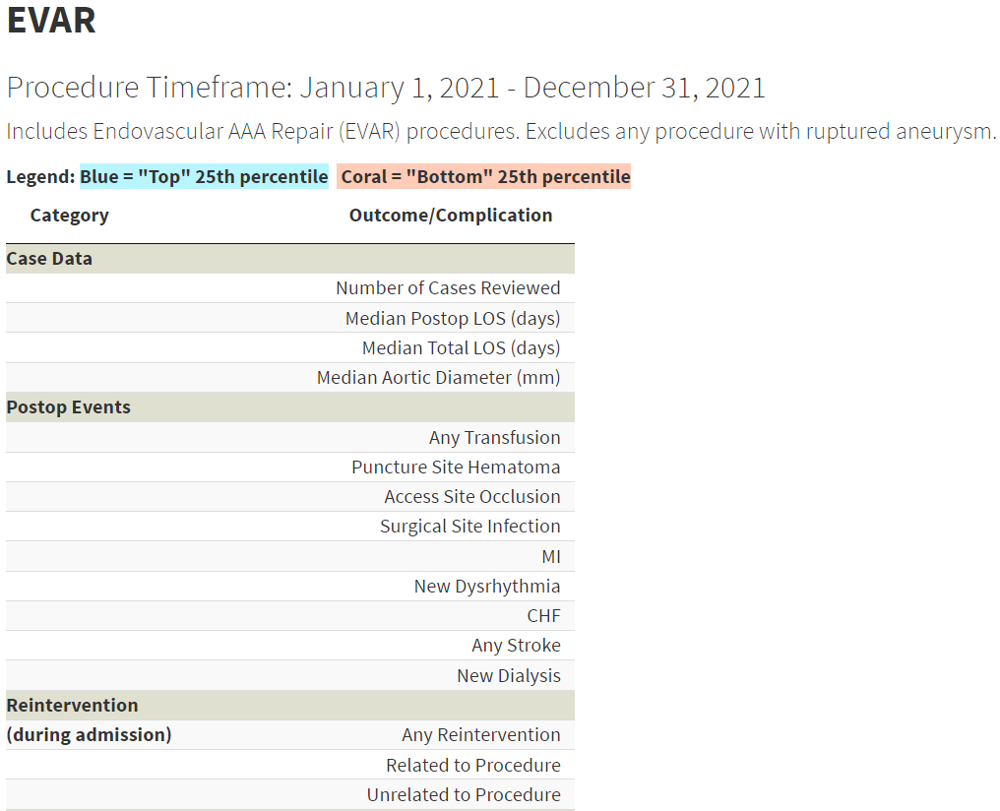 EVAR
Procedure Timeframe: January 1, 2021 - December 31, 2021
Includes Endovascular AAA Repair (EVAR) procedures. Excludes any procedure with ruptured aneurysm.
Legend: Blue = "Top" 25th percentile Coral = "Bottom" 25th percentile
Category Outcome/Complication
Case Data
Number of Cases Reviewed
Median Postop LOS (days)
Median Total LOS (days)
Median Aortic Diameter (mm)
Postop Events
Any Transfusion
Puncture Site Hematoma
Access Site Occlusion
Surgical Site Infection
MI
New Dysrhythmia
CHF
Any Stroke
New Dialysis
Reintervention
(during admission) Any Reintervention
Related to Procedure
Unrelated to Procedure